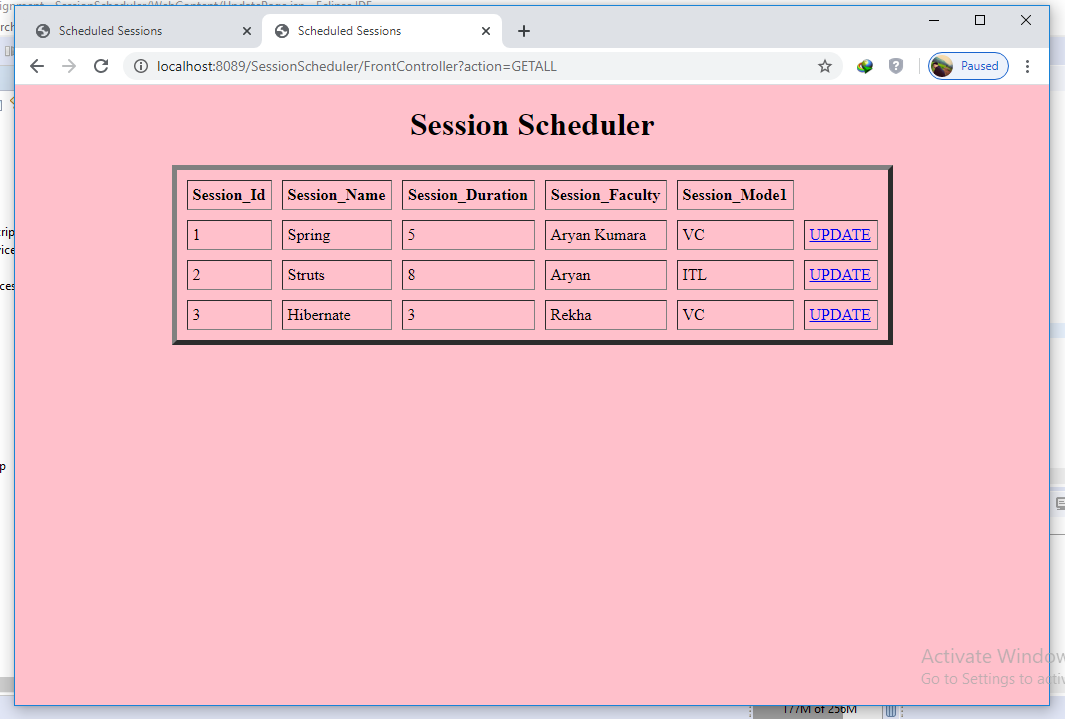 Scheduled Sessions
Scheduled Sessions
localhost:8089/SessionScheduler/FrontController?action=GETALL
Paused
Session Scheduler
Session_Id Session_Name Session_Duration Session_Faculty Session_Mode1
1 Spring 5 Aryan Kumara VC UPDATE
2 Struts 8 Aryan ITL UPDATE
3 Hibernate 3 Rekha VC UPDATE
Activate Window
Go to Settings to activ
177M of 256M